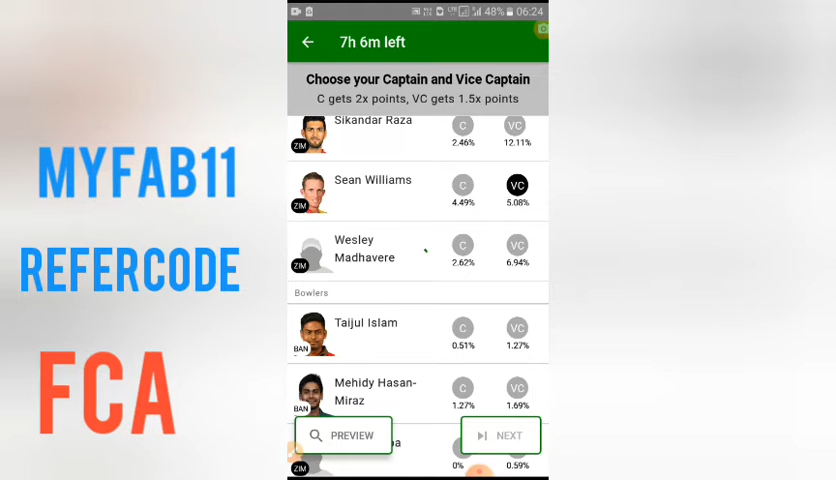 MYFAB11
REFERCODE
FCA
48% 06:24
7h 6m left
Choose your Captain and Vice Captain
C gets 2x points, VC gets 1.5x points
Sikandar Raza
C VC
ZIM
2.46% 12.11%
Sean Williams
C VC
ZIM
4.49% 5.08%
Wesley
Madhavere
C VC
ZIM
2.62% 6.94%
Bowlers
Taijul Islam
C VC
BAN
0.51% 1.27%
Mehidy Hasan-
Miraz
C VC
BAN
1.27% 1.69%
PREVIEW
NEXT
ZIM
0% 0.59%